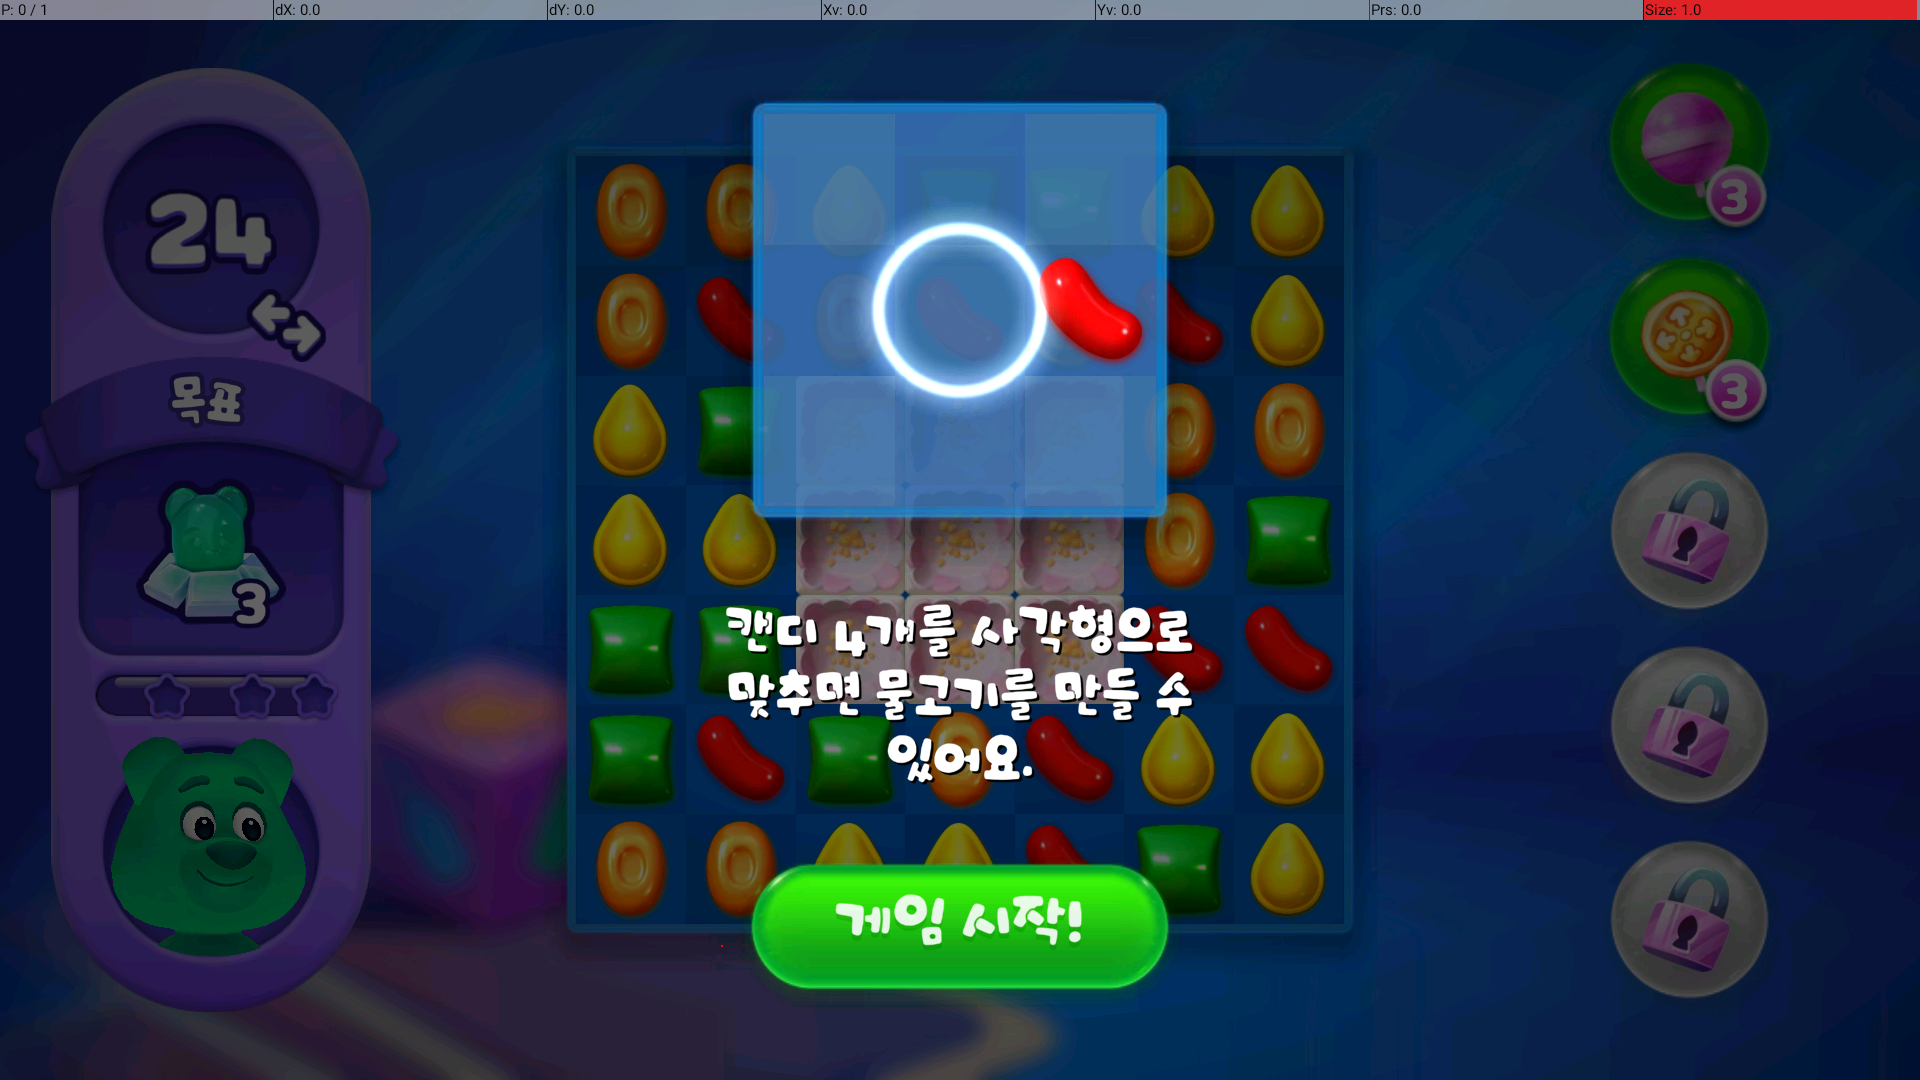 P: 0 / 1
dX: 0.0
dY: 0.0
Xv: 0.0
Yv: 0.0
Prs: 0.0
Size: 1.0
24
목표
3
3
3
캔디 4개를 사각형으로
맞추면 물고기를 만들 수
있어요.
게임 시작!